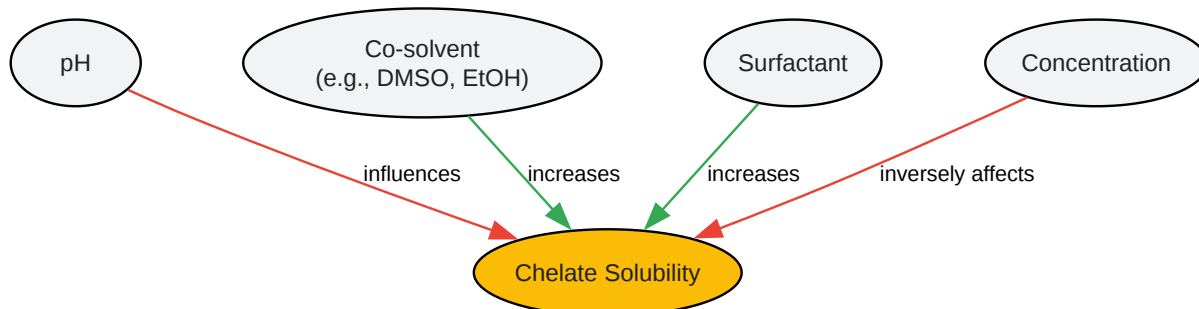 pH
Co-solvent
(e.g., DMSO, EtOH)
Surfactant
Concentration
influences
increases
increases
inversely affects
Chelate Solubility